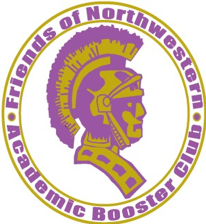 Friends of Northwestern
Academic Booster Club